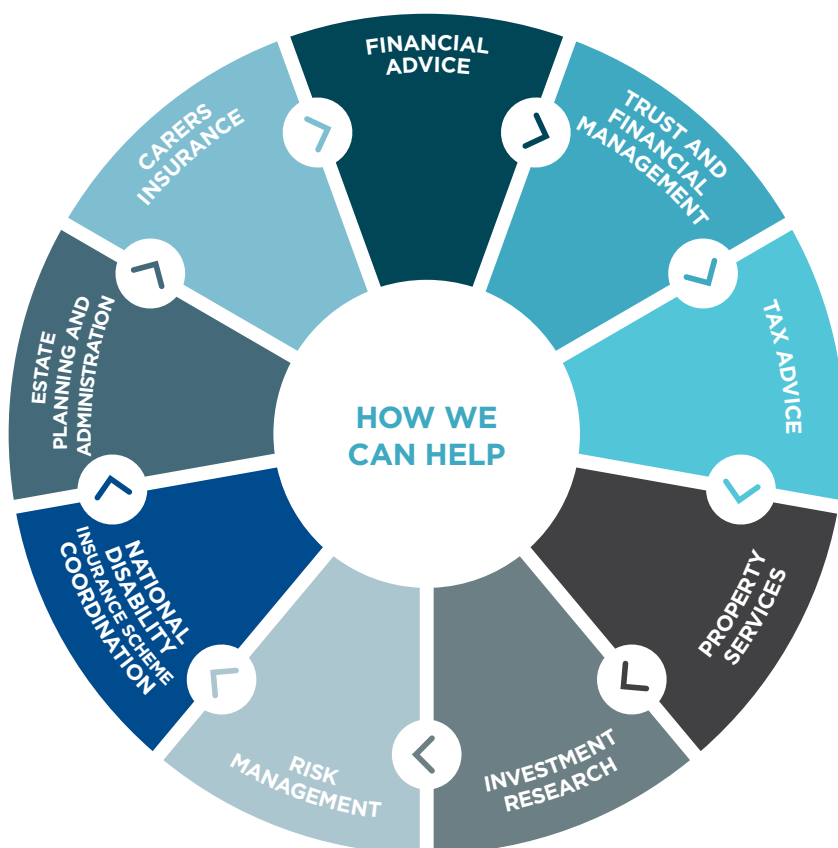 FINANCIAL
ADVICE
TRUST AND
FINANCIAL
MANAGEMENT
TAX ADVICE
PROPERTY
SERVICES
INVESTMENT
RESEARCH
RISK
MANAGEMENT
NATIONAL
DISABILITY
INSURANCE SCHEME
COORDINATION
ESTATE
PLANNING AND
ADMINISTRATION
CARERS
INSURANCE
HOW WE
CAN HELP